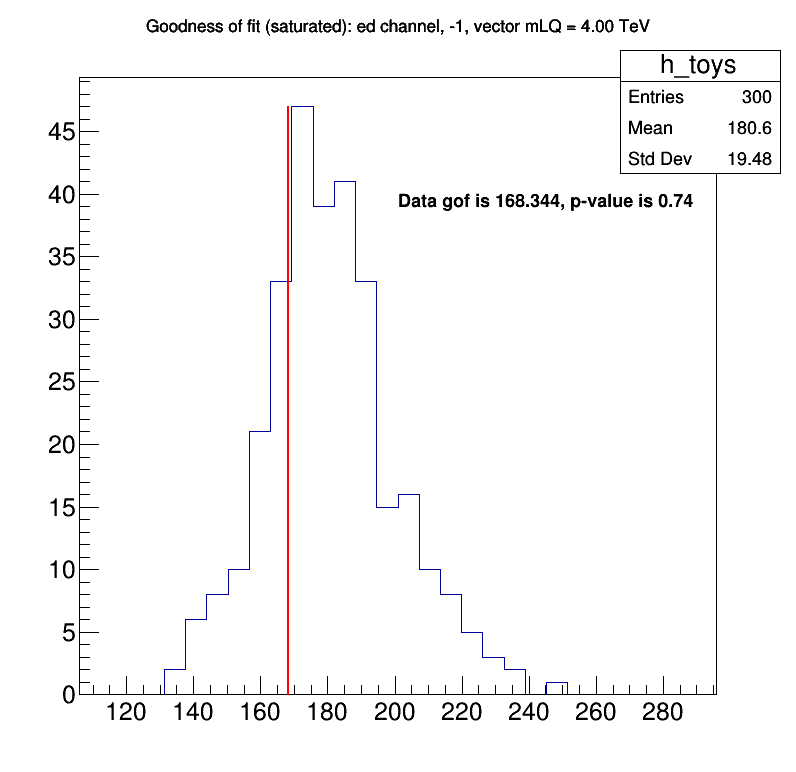 Goodness of fit (saturated): ed channel, -1, vector mLQ = 4.00 TeV
h_toys
Entries 300
Mean 180.6
Std Dev 19.48
Data gof is 168.344, p-value is 0.74
45
40
35
30
25
20
15
10
5
0
120 140 160 180 200 220 240 260 280